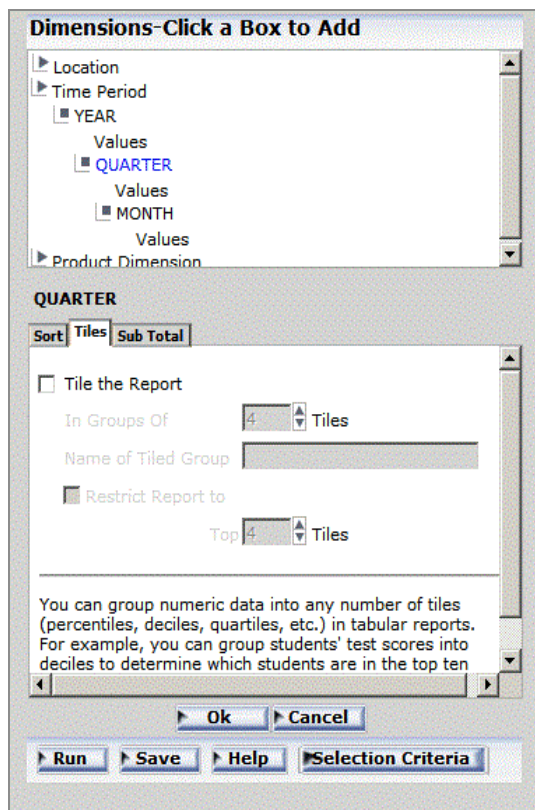 Dimensions-Click a Box to Add
Location
Time Period
YEAR
Values
QUARTER
Values
MONTH
Values
Product Dimension
QUARTER
Sort Tiles Sub Total
Tile the Report
In Groups Of 4 Tiles
Name of Tiled Group
Restrict Report to
Top 4 Tiles
You can group numeric data into any number of tiles
(percentiles, deciles, quartiles, etc.) in tabular reports.
For example, you can group students' test scores into
deciles to determine which students are in the top ten
Ok Cancel
Run Save Help Selection Criteria